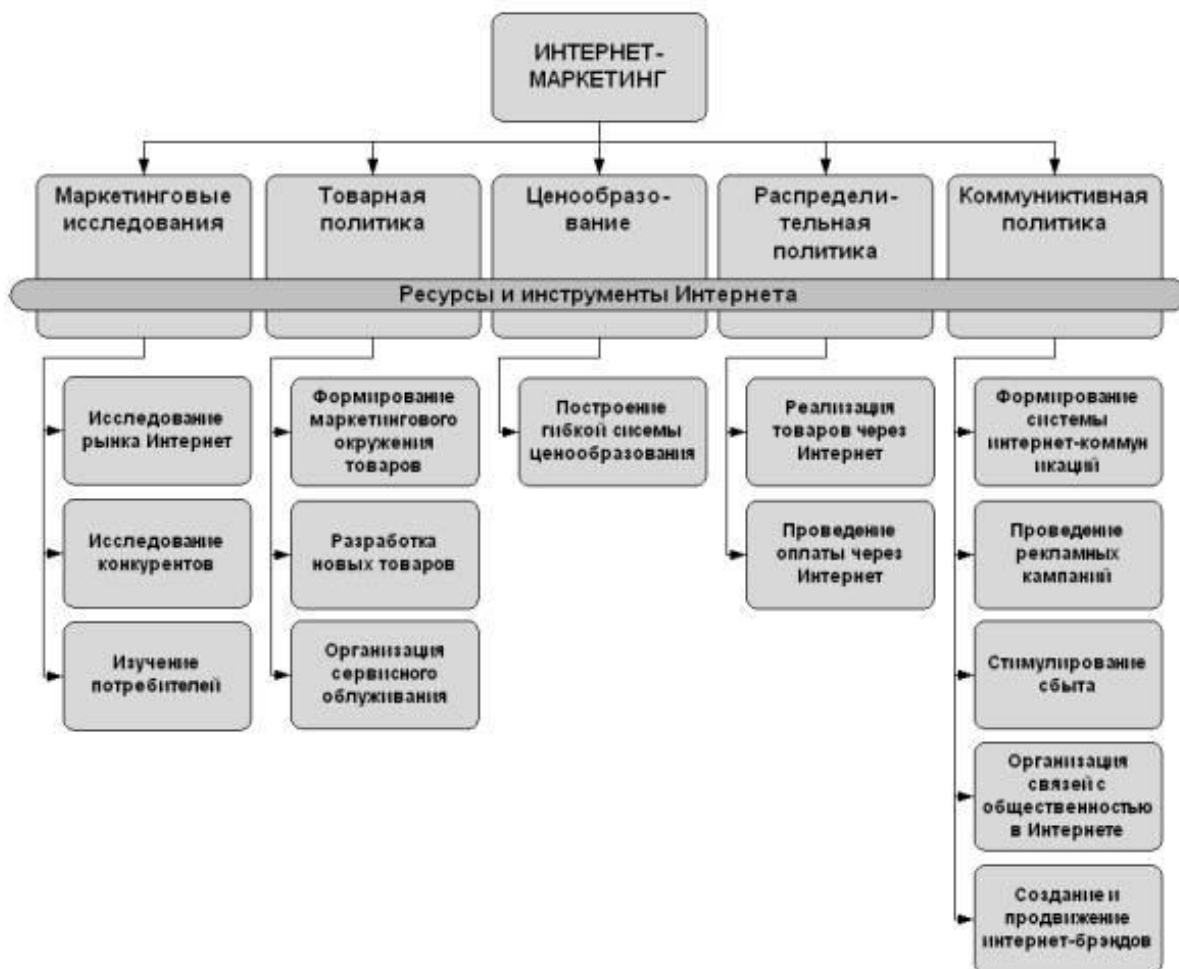 ИНТЕРНЕТ-
МАРКЕТИНГ
Маркетинговые
исследования
Товарная
политика
Ценообразо-
вание
Распредели-
тельная
политика
Коммуниктивная
политика
Ресурсы и инструменты Интернета
Исследование
рынка Интернет
Исследование
конкурентов
Изучение
потребителей
Формирование
маркетингового
окружения
товаров
Разработка
новых товаров
Организация
сервисного
облуживания
Построение
гибкой сисемы
ценообразования
Реализация
товаров через
Интернет
Проведение
оплаты через
Интернет
Формирование
системы
интернет-коммун
икаций
Проведение
рекламных
кампаний
Стимулирование
сбыта
Организация
связей с
общественностью
в Интернете
Создание и
продвижение
интернет-брэндов